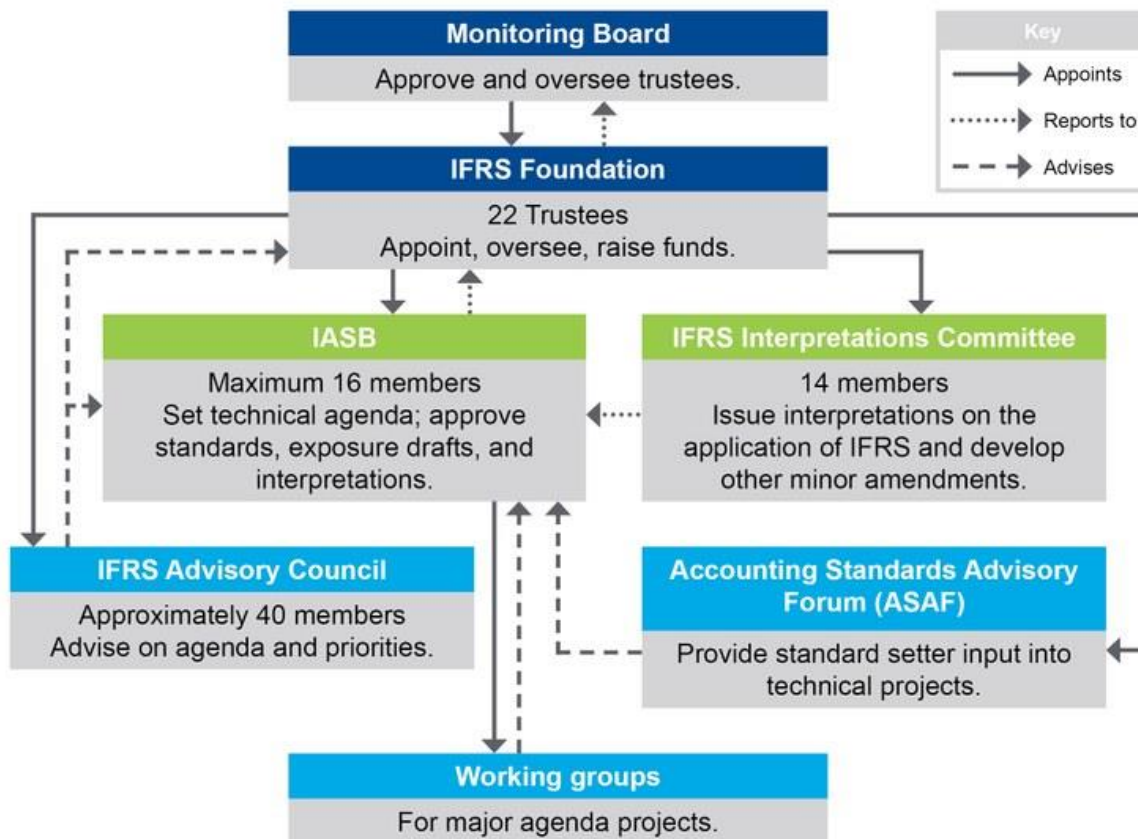 Monitoring Board
Approve and oversee trustees.
Key
Appoints
Reports to
Advises
IFRS Foundation
22 Trustees
Appoint, oversee, raise funds.
IASB
Maximum 16 members
Set technical agenda; approve
standards, exposure drafts, and
interpretations.
IFRS Interpretations Committee
14 members
Issue interpretations on the
application of IFRS and develop
other minor amendments.
IFRS Advisory Council
Approximately 40 members
Advise on agenda and priorities.
Accounting Standards Advisory
Forum (ASAF)
Provide standard setter input into
technical projects.
Working groups
For major agenda projects.